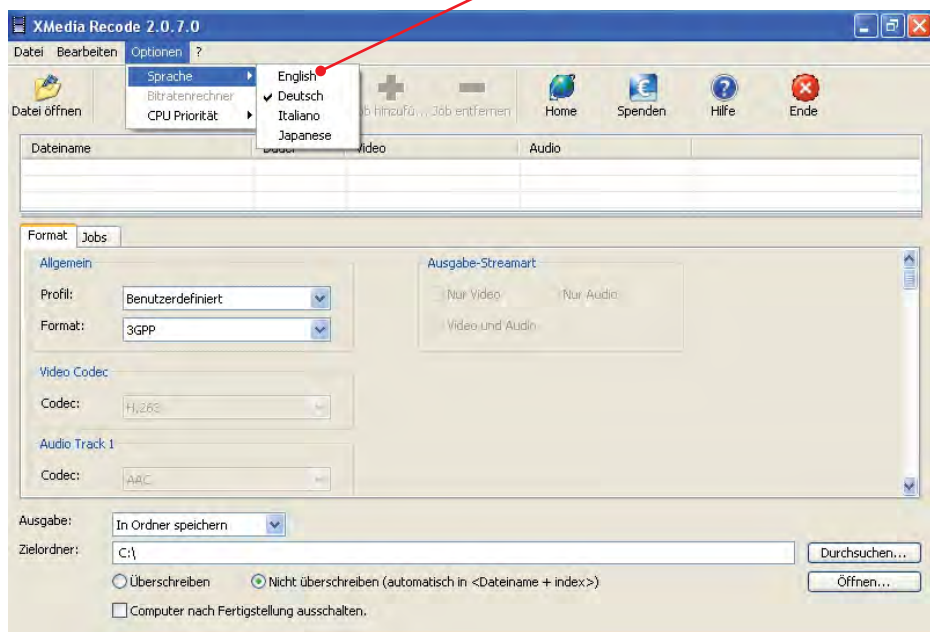 XMedia Recode 2.0.7.0
Datei Bearbeiten Optionen ?
Sprache
Bitratenrechner
CPU Priorität
English
Deutsch
Italiano
Japanese
Datei öffnen
Job entfernen
Home
Spenden
Hilfe
Ende
Dateiname Video Audio
Format Jobs
Allgemein
Profil: Benutzerdefiniert
Format: 3GPP
Ausgabe-Streamart
Nur Video Nur Audio
Video und Audio
Video Codec
Codec: H.263
Audio Track 1
Codec: AAC
Ausgabe: In Ordner speichern
Zielordner: C:\ Durchsuchen...
Überschreiben Nicht überschreiben (automatisch in <Dateiname + index>) Öffnen...
Computer nach Fertigstellung ausschalten.